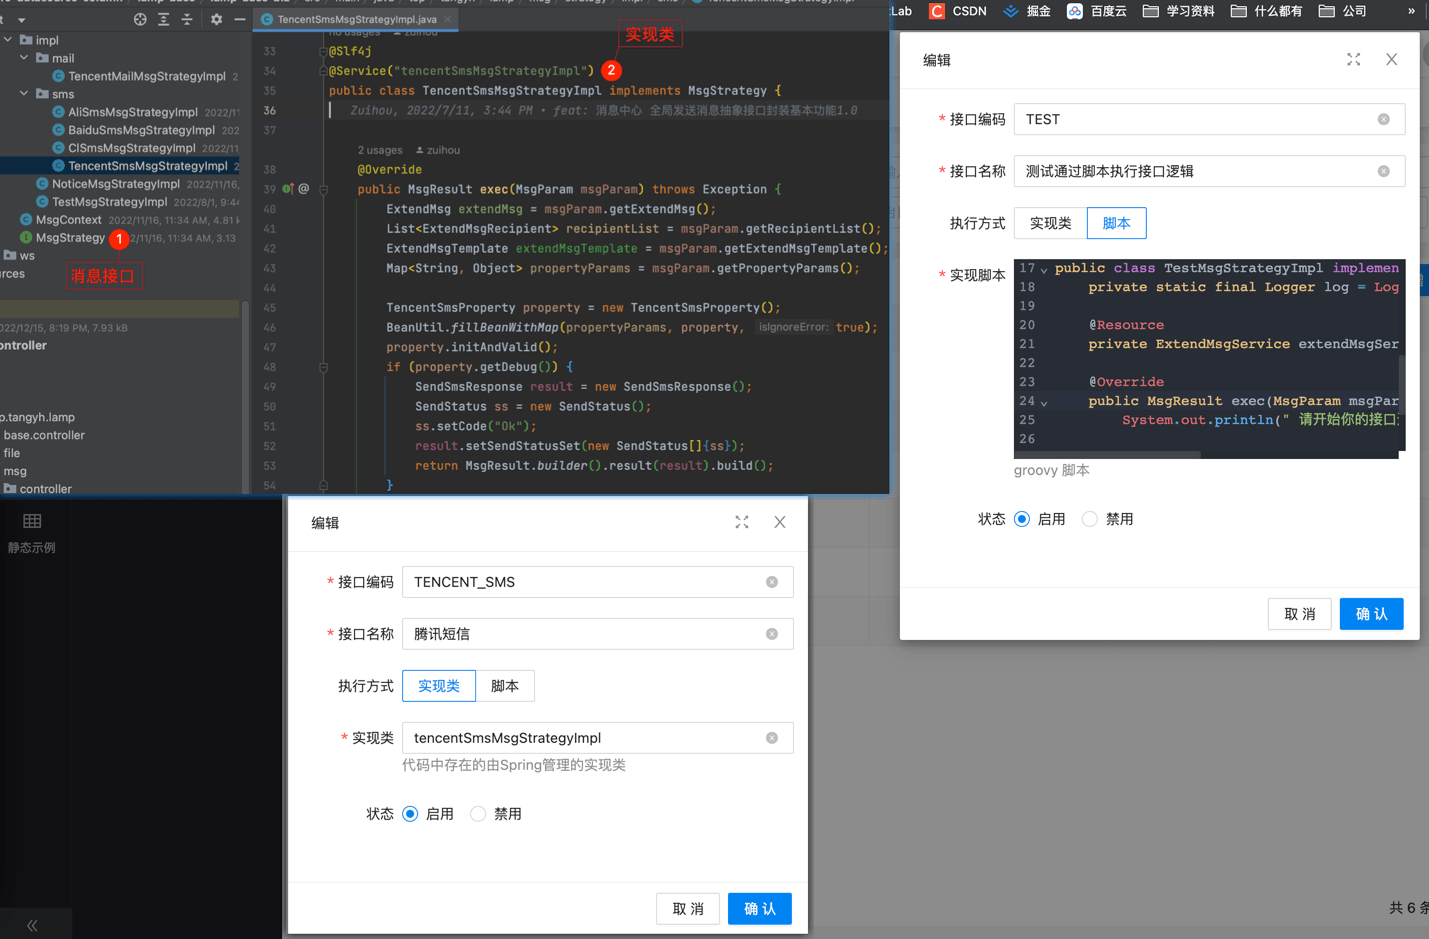 impl
mail
TencentMailMsgStrategyImpl 2
sms
AliSmsMsgStrategyImpl 2022/11
BaiduSmsMsgStrategyImpl 202
ClSmsMsgStrategyImpl 2022/11,
TencentSmsMsgStrategyImpl 2
NoticeMsgStrategyImpl 2022/11/16,
TestMsgStrategyImpl 2022/8/1, 9:44
MsgContext 2022/11/16, 11:34 AM, 4.81 k
MsgStrategy 1 2/11/16, 11:34 AM, 3.13
ws
消息接口
rces
022/12/15, 8:19 PM, 7.93 kB
ontroller
p.tangyh.lamp
base.controller
file
msg
controller
静态示例
TencentSmsMsgStrategyImpl.java
no usages zuihou
实现类
2
33 @Slf4j
34 @Service("tencentSmsMsgStrategyImpl")
35 public class TencentSmsMsgStrategyImpl implements MsgStrategy {
36 Zuihou, 2022/7/11, 3:44 PM • feat: 消息中心 全局发送消息抽象接口封装基本功能1.0
37
2 usages zuihou
38 @Override
39 @ public MsgResult exec(MsgParam msgParam) throws Exception {
40 ExtendMsg extendMsg = msgParam.getExtendMsg();
41 List<ExtendMsgRecipient> recipientList = msgParam.getRecipientList();
42 ExtendMsgTemplate extendMsgTemplate = msgParam.getExtendMsgTemplate();
43 Map<String, Object> propertyParams = msgParam.getPropertyParams();
44
45 TencentSmsProperty property = new TencentSmsProperty();
46 BeanUtil.fillBeanWithMap(propertyParams, property, isIgnoreError: true);
47 property.initAndValid();
48 if (property.getDebug()) {
49 SendSmsResponse result = new SendSmsResponse();
50 SendStatus ss = new SendStatus();
51 ss.setCode("Ok");
52 result.setSendStatusSet(new SendStatus[]{ss});
53 return MsgResult.builder().result(result).build();
54 }
Lab CSDN 掘金 百度云 学习资料 什么都有 公司 »
编辑
* 接口编码 TEST
* 接口名称 测试通过脚本执行接口逻辑
执行方式 实现类 脚本
* 实现脚本
17 public class TestMsgStrategyImpl implemen
18 private static final Logger log = Log
19
20 @Resource
21 private ExtendMsgService extendMsgSer
22
23 @Override
24 public MsgResult exec(MsgParam msgPar
25 System.out.println(" 请开始你的接口
26
groovy 脚本
状态 启用 禁用
取 消 确 认
编辑
* 接口编码 TENCENT_SMS
* 接口名称 腾讯短信
执行方式 实现类 脚本
* 实现类 tencentSmsMsgStrategyImpl
代码中存在的由Spring管理的实现类
状态 启用 禁用
取 消 确 认
共 6 条